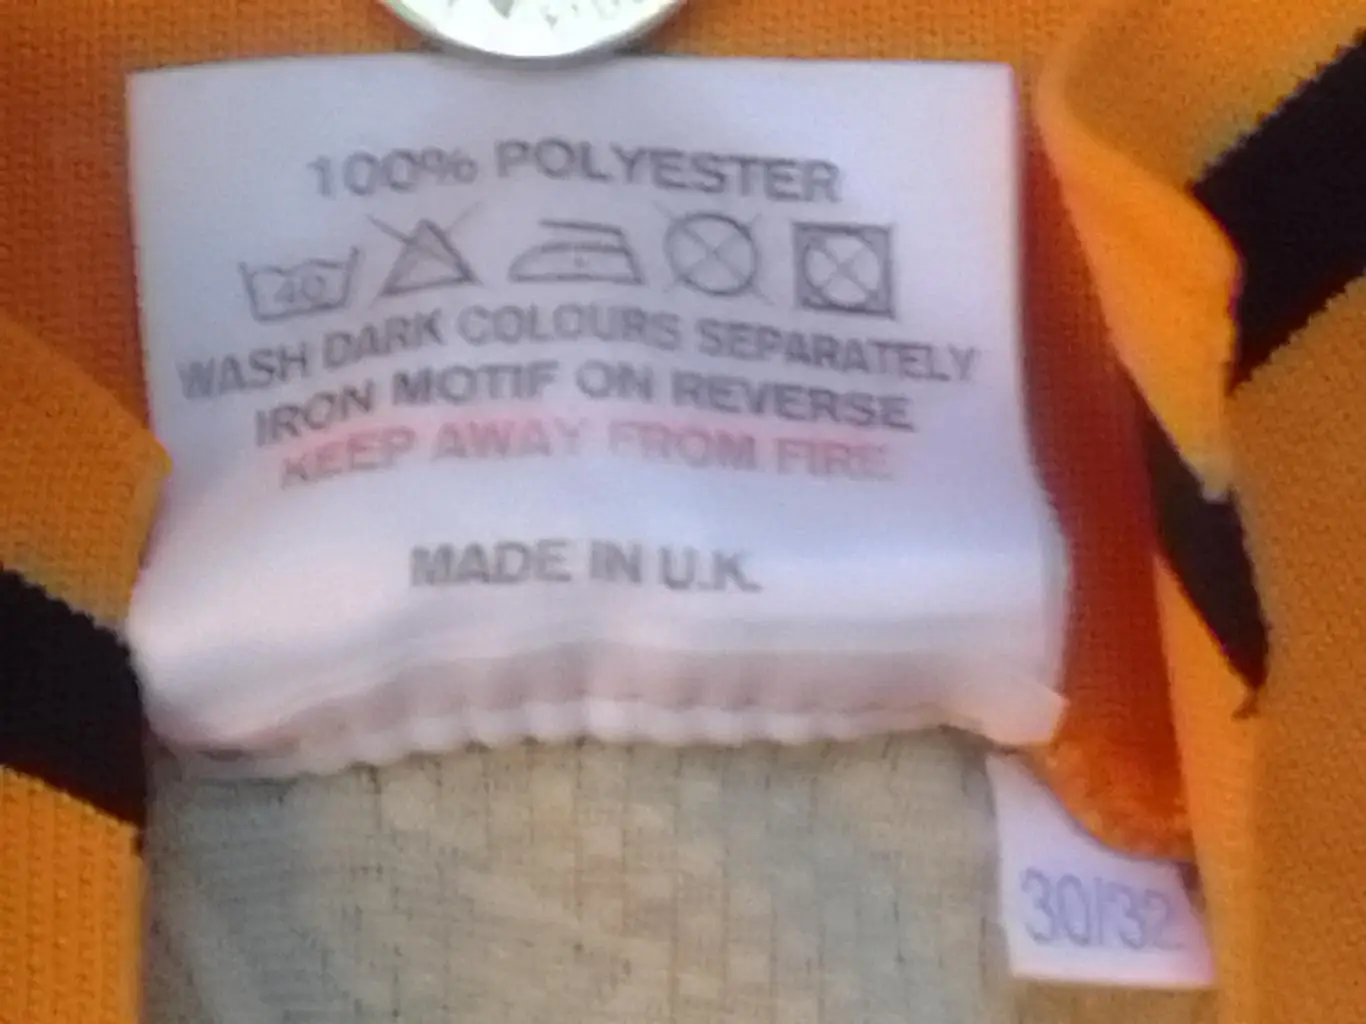 100% POLYESTER
40
WASH DARK COLOURS SEPARATELY
IRON MOTIF ON REVERSE
KEEP AWAY FROM FIRE
MADE IN U.K.
30/32